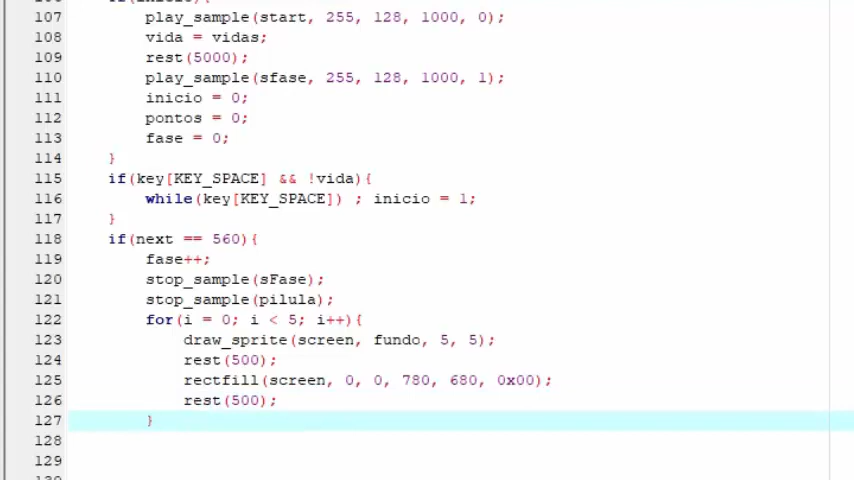 106 if(inicio){
107 play_sample(start, 255, 128, 1000, 0);
108 vida = vidas;
109 rest(5000);
110 play_sample(sfase, 255, 128, 1000, 1);
111 inicio = 0;
112 pontos = 0;
113 fase = 0;
114 }
115 if(key[KEY_SPACE] && !vida){
116 while(key[KEY_SPACE]) ; inicio = 1;
117 }
118 if(next == 560){
119 fase++;
120 stop_sample(sFase);
121 stop_sample(pilula);
122 for(i = 0; i < 5; i++){
123 draw_sprite(screen, fundo, 5, 5);
124 rest(500);
125 rectfill(screen, 0, 0, 780, 680, 0x00);
126 rest(500);
127 }
128
129
130